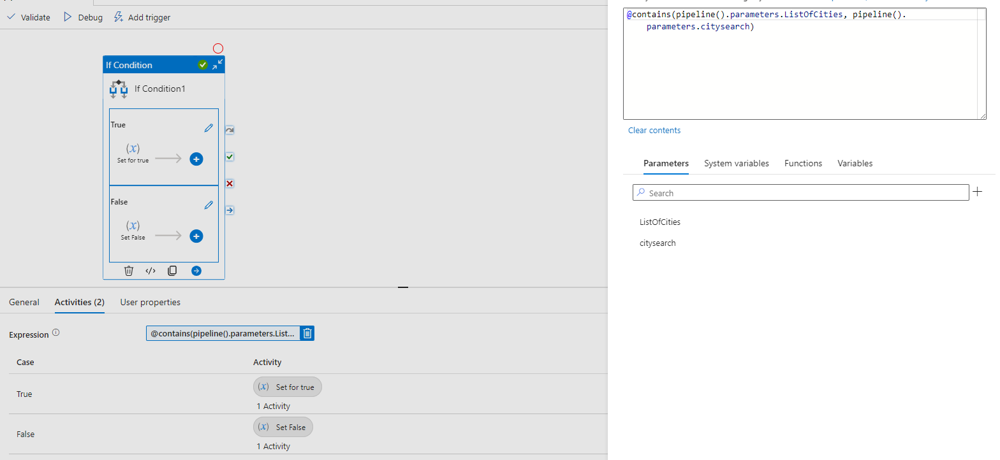 Validate
Debug
Add trigger
If Condition
If Condition1
True
(x)
Set for true
False
(x)
Set False
General
Activities (2)
User properties
Expression
@contains(pipeline().parameters.List...
Case
Activity
True
(x) Set for true
1 Activity
False
(x) Set False
1 Activity
@contains(pipeline().parameters.ListOfCities, pipeline().
parameters.citysearch)
Clear contents
Parameters
System variables
Functions
Variables
Search
ListOfCities
citysearch